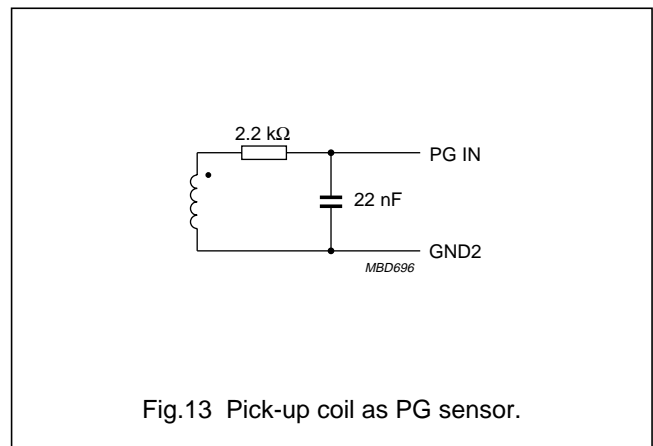 2.2 kΩ
PG IN
22 nF
GND2
MBD696
Fig.13 Pick-up coil as PG sensor.